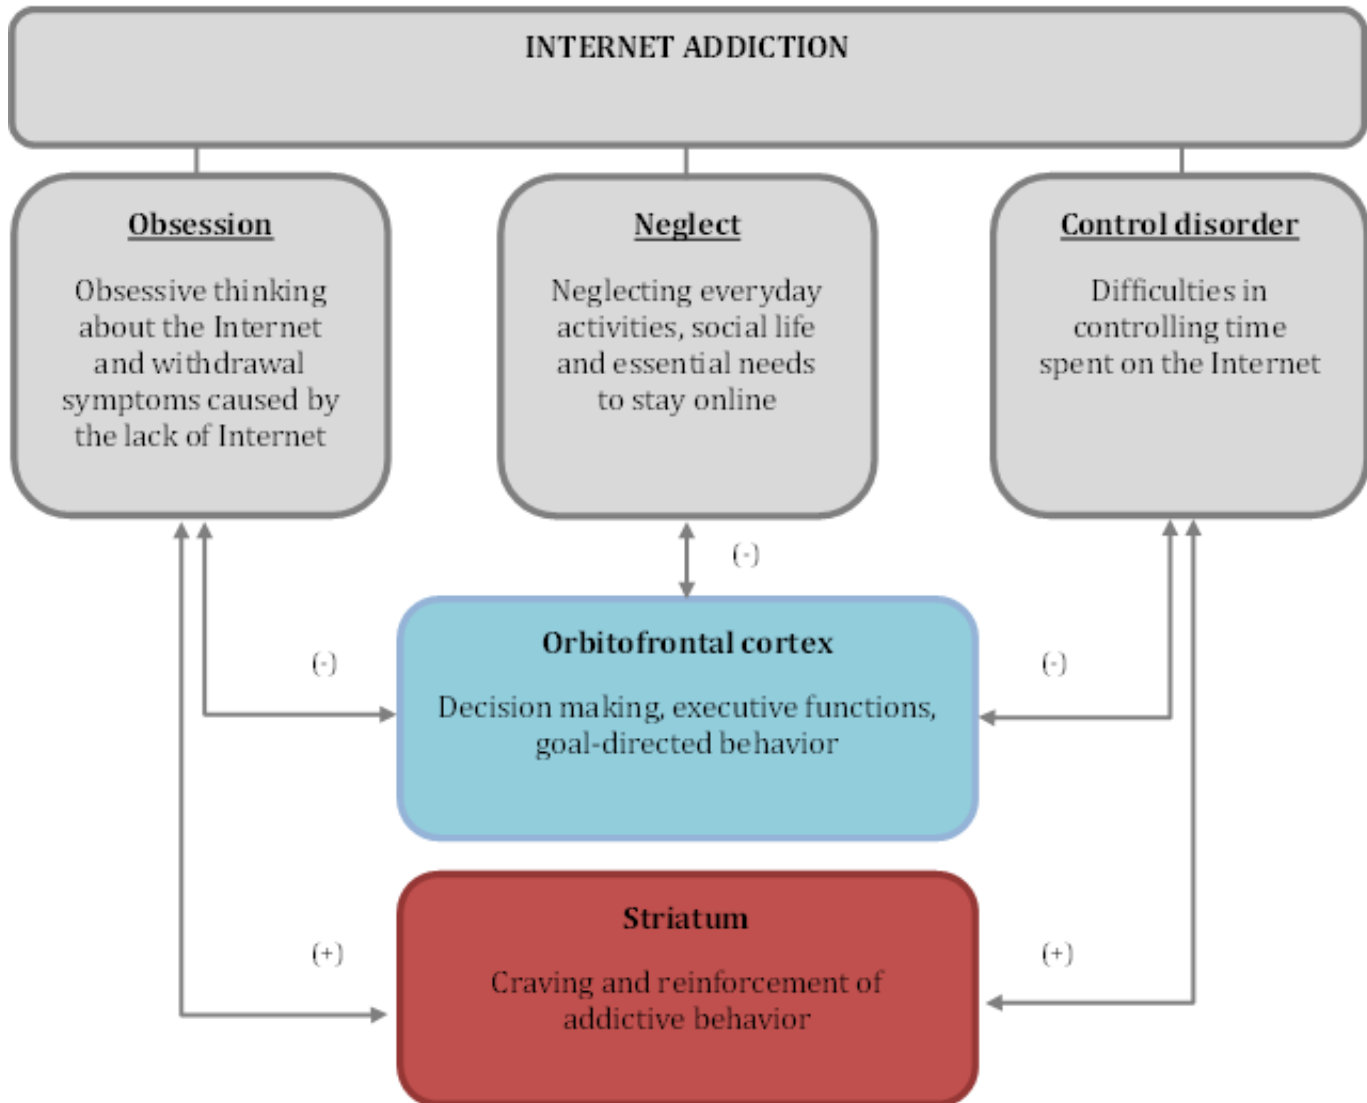 INTERNET ADDICTION
Obsession
Obsessive thinking
about the Internet
and withdrawal
symptoms caused by
the lack of Internet
Neglect
Neglecting everyday
activities, social life
and essential needs
to stay online
Control disorder
Difficulties in
controlling time
spent on the Internet
(-)
(-)
Orbitofrontal cortex
Decision making, executive functions,
goal-directed behavior
(-)
(+)
Striatum
Craving and reinforcement of
addictive behavior
(+)